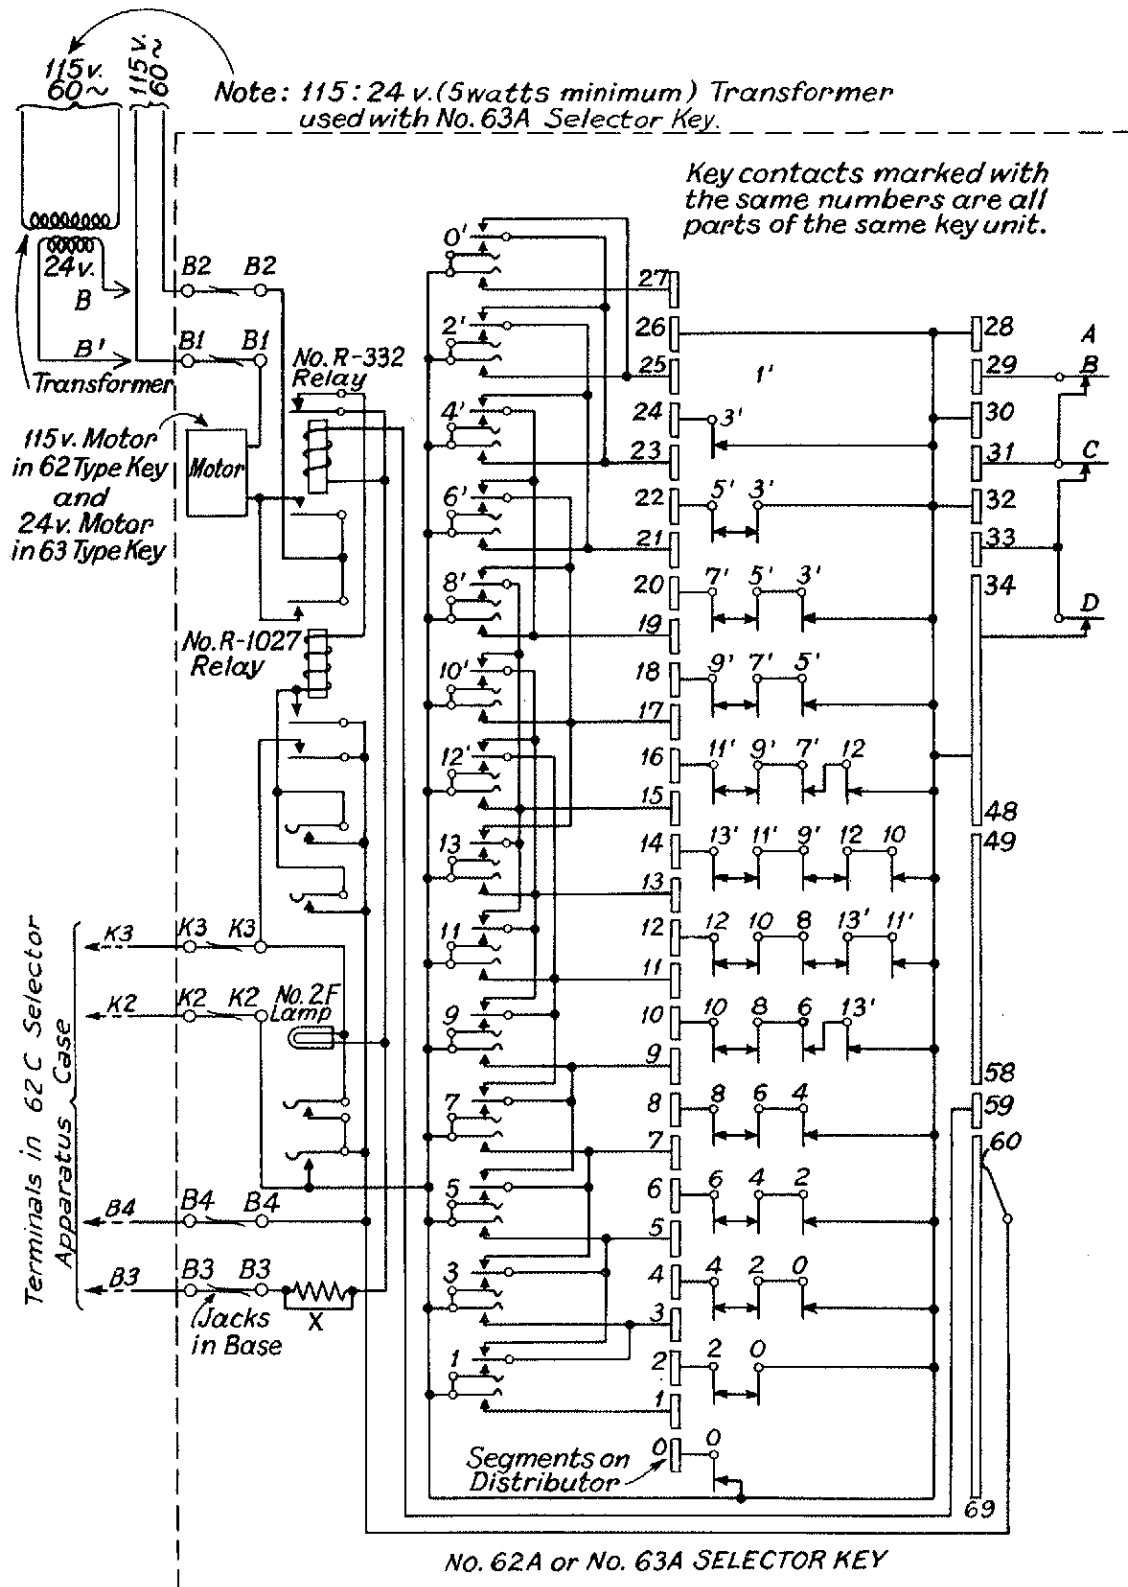 115v.
60~
115v.
60~
Note: 115:24 v.(5watts minimum) Transformer
used with No.63A Selector Key.
Key contacts marked with
the same numbers are all
parts of the same key unit.
24v.
B
B'
Transformer
B2 B2
B1 B1
No.R-332
Relay
115v. Motor
in 62 Type Key
and
24v. Motor
in 63 Type Key
Motor
No.R-1027
Relay
Terminals in 62C Selector
Apparatus Case
K3 K3 K3
K2 K2 K2
No.2F
Lamp
B4 B4 B4
B3 B3 B3
X
Jacks
in Base
0'
2'
4'
6'
8'
10'
12'
13
11
9
7
5
3
1
27
26
25 1'
24 3'
23
22 5' 3'
21
20 7' 5' 3'
19
18 9' 7' 5'
17
16 11' 9' 7' 12
15
14 13' 11' 9' 12 10
13
12 12 10 8 13' 11'
11
10 10 8 6 13'
9
8 8 6 4
7
6 6 4 2
5
4 4 2 0
3
2 2 0
1
0 0
Segments on
Distributor
28 A
29 B
30
31 C
32
33
34
D
48
49
58
59
60
69
No.62A or No.63A SELECTOR KEY